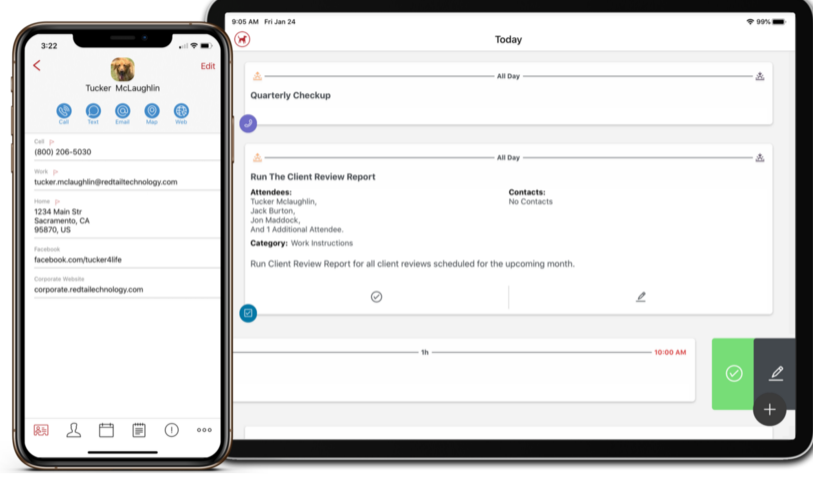 3:22
Edit
Tucker McLaughlin
Call Text Email Map Web
Cell
(800) 206-5030
Work
tucker.mclaughlin@redtailtechnology.com
Home
1234 Main Str
Sacramento, CA
95870, US
Facebook
facebook.com/tucker4life
Corporate Website
corporate.redtailechnology.com
9:05 AM Fri Jan 24
99%
Today
All Day
Quarterly Checkup
All Day
Run The Client Review Report
Attendees:
Tucker Mclaughlin,
Jack Burton,
Jon Maddock,
And 1 Additional Attendee.
Contacts:
No Contacts
Category: Work Instructions
Run Client Review Report for all client reviews scheduled for the upcoming month.
1h
10:00 AM